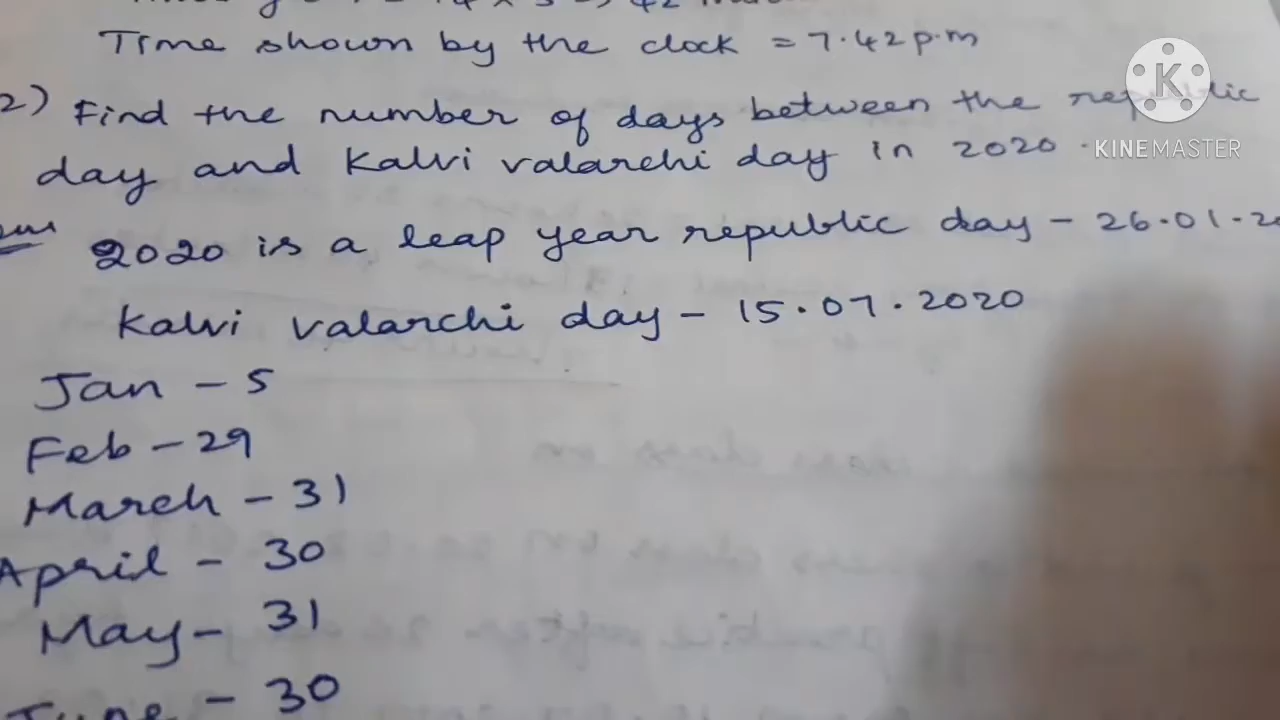 Time shown by the clock = 7.42 p.m
K
2) Find the number of days between the republic
day and Kalvi valarchi day in 2020.
KINEMASTER
2020 is a leap year republic day - 26.01.20
Kalvi valarchi day - 15.07.2020
Jan - 5
Feb - 29
March - 31
April - 30
May - 31
June - 30